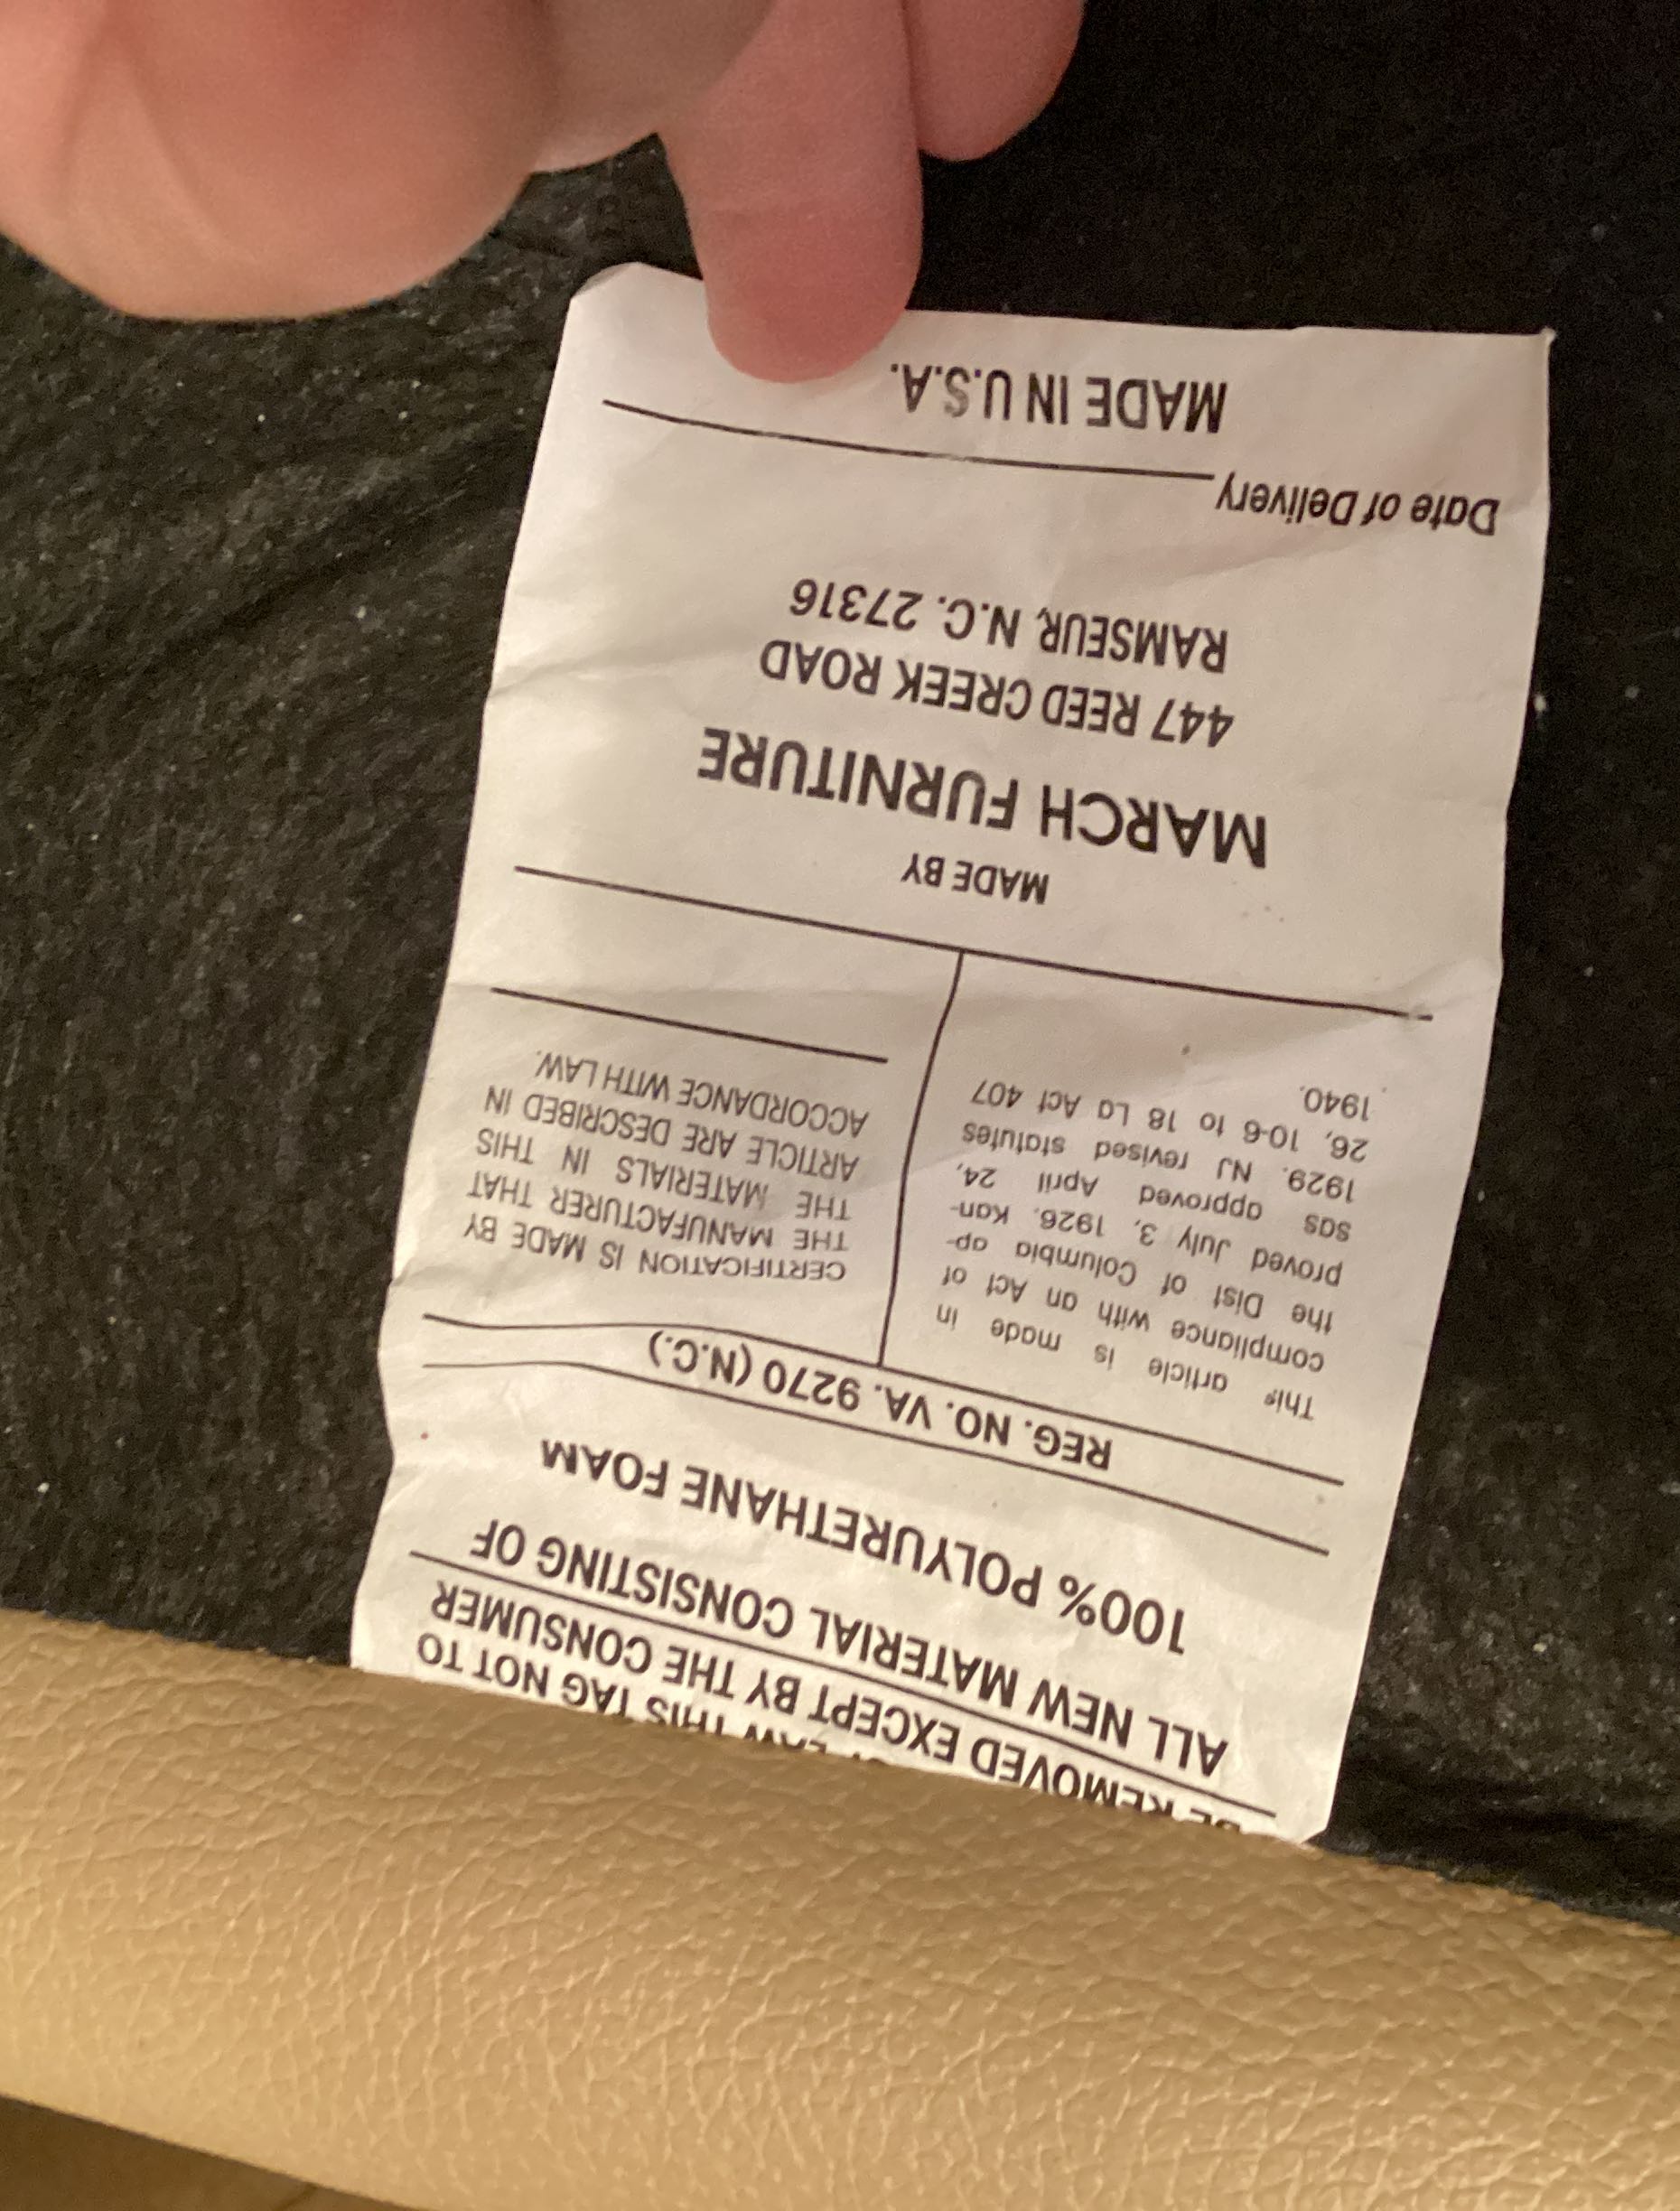 LAW THIS TAG NOT TO
BE REMOVED EXCEPT BY THE CONSUMER
ALL NEW MATERIAL CONSISTING OF
100% POLYURETHANE FOAM
REG. NO. VA. 9270 (N.C.)
This article is made in
compliance with an Act of
the Dist of Columbia ap-
proved July 3, 1926. Kan-
sas approved April 24,
1929. NJ revised statutes
26, 10-6 to 18 La Act 407
1940.
CERTIFICATION IS MADE BY
THE MANUFACTURER THAT
THE MATERIALS IN THIS
ARTICLE ARE DESCRIBED IN
ACCORDANCE WITH LAW.
MADE BY
MARCH FURNITURE
447 REED CREEK ROAD
RAMSEUR, N.C. 27316
Date of Delivery
MADE IN U.S.A.